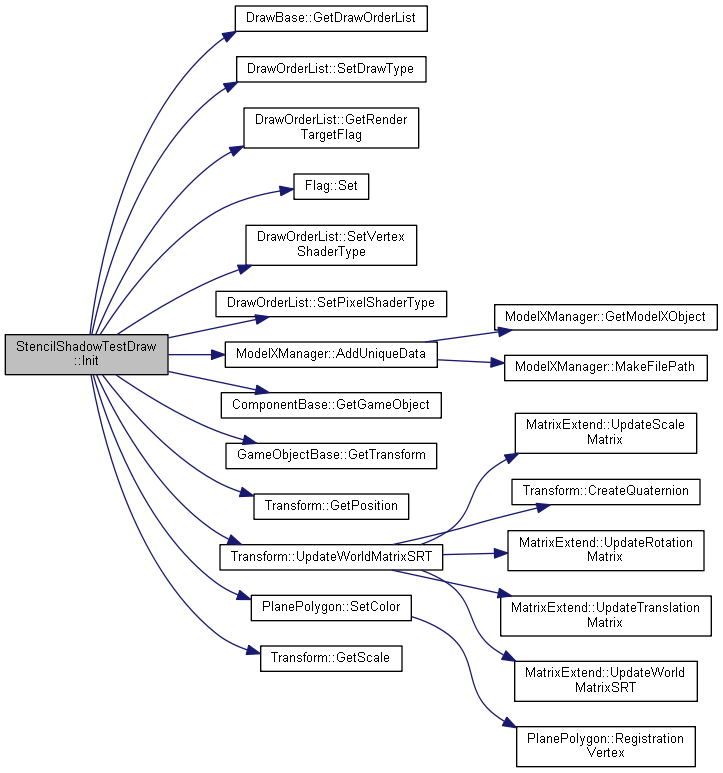 StencilShadowTestDraw
::Init
DrawBase::GetDrawOrderList
DrawOrderList::SetDrawType
DrawOrderList::GetRender
TargetFlag
Flag::Set
DrawOrderList::SetVertex
ShaderType
DrawOrderList::SetPixelShaderType
ModelXManager::AddUniqueData
ModelXManager::GetModelXObject
ModelXManager::MakeFilePath
ComponentBase::GetGameObject
GameObjectBase::GetTransform
Transform::GetPosition
Transform::UpdateWorldMatrixSRT
MatrixExtend::UpdateScale
Matrix
Transform::CreateQuaternion
MatrixExtend::UpdateRotation
Matrix
MatrixExtend::UpdateTranslation
Matrix
MatrixExtend::UpdateWorld
MatrixSRT
PlanePolygon::SetColor
PlanePolygon::Registration
Vertex
Transform::GetScale